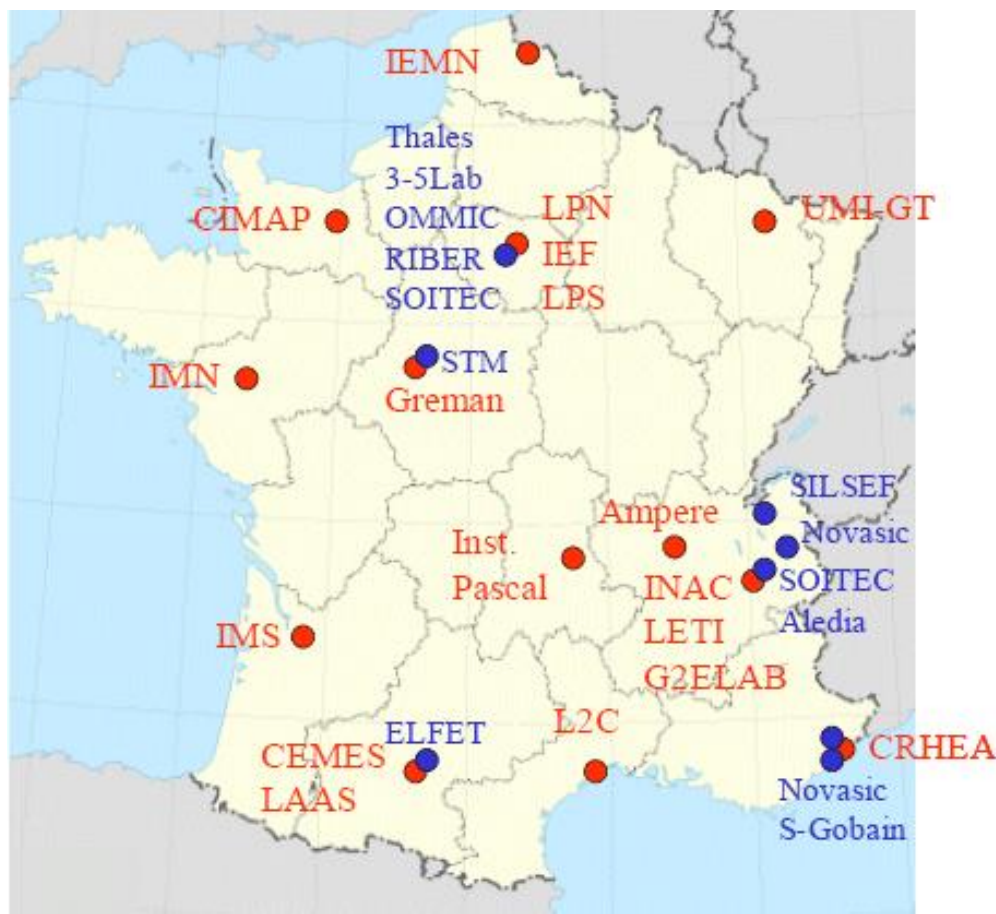 IEMN
Thales
3-5Lab
OMMIC
RIBER
SOITEC
LPN
IEF
LPS
CIMAP
UMI-GT
IMN
STM
Greman
SILSEF
Ampere
Novasic
Inst.
Pascal
INAC
LETI
G2ELAB
SOITEC
Aledia
IMS
L2C
ELFET
CEMES
LAAS
CRHEA
Novasic
S-Gobain